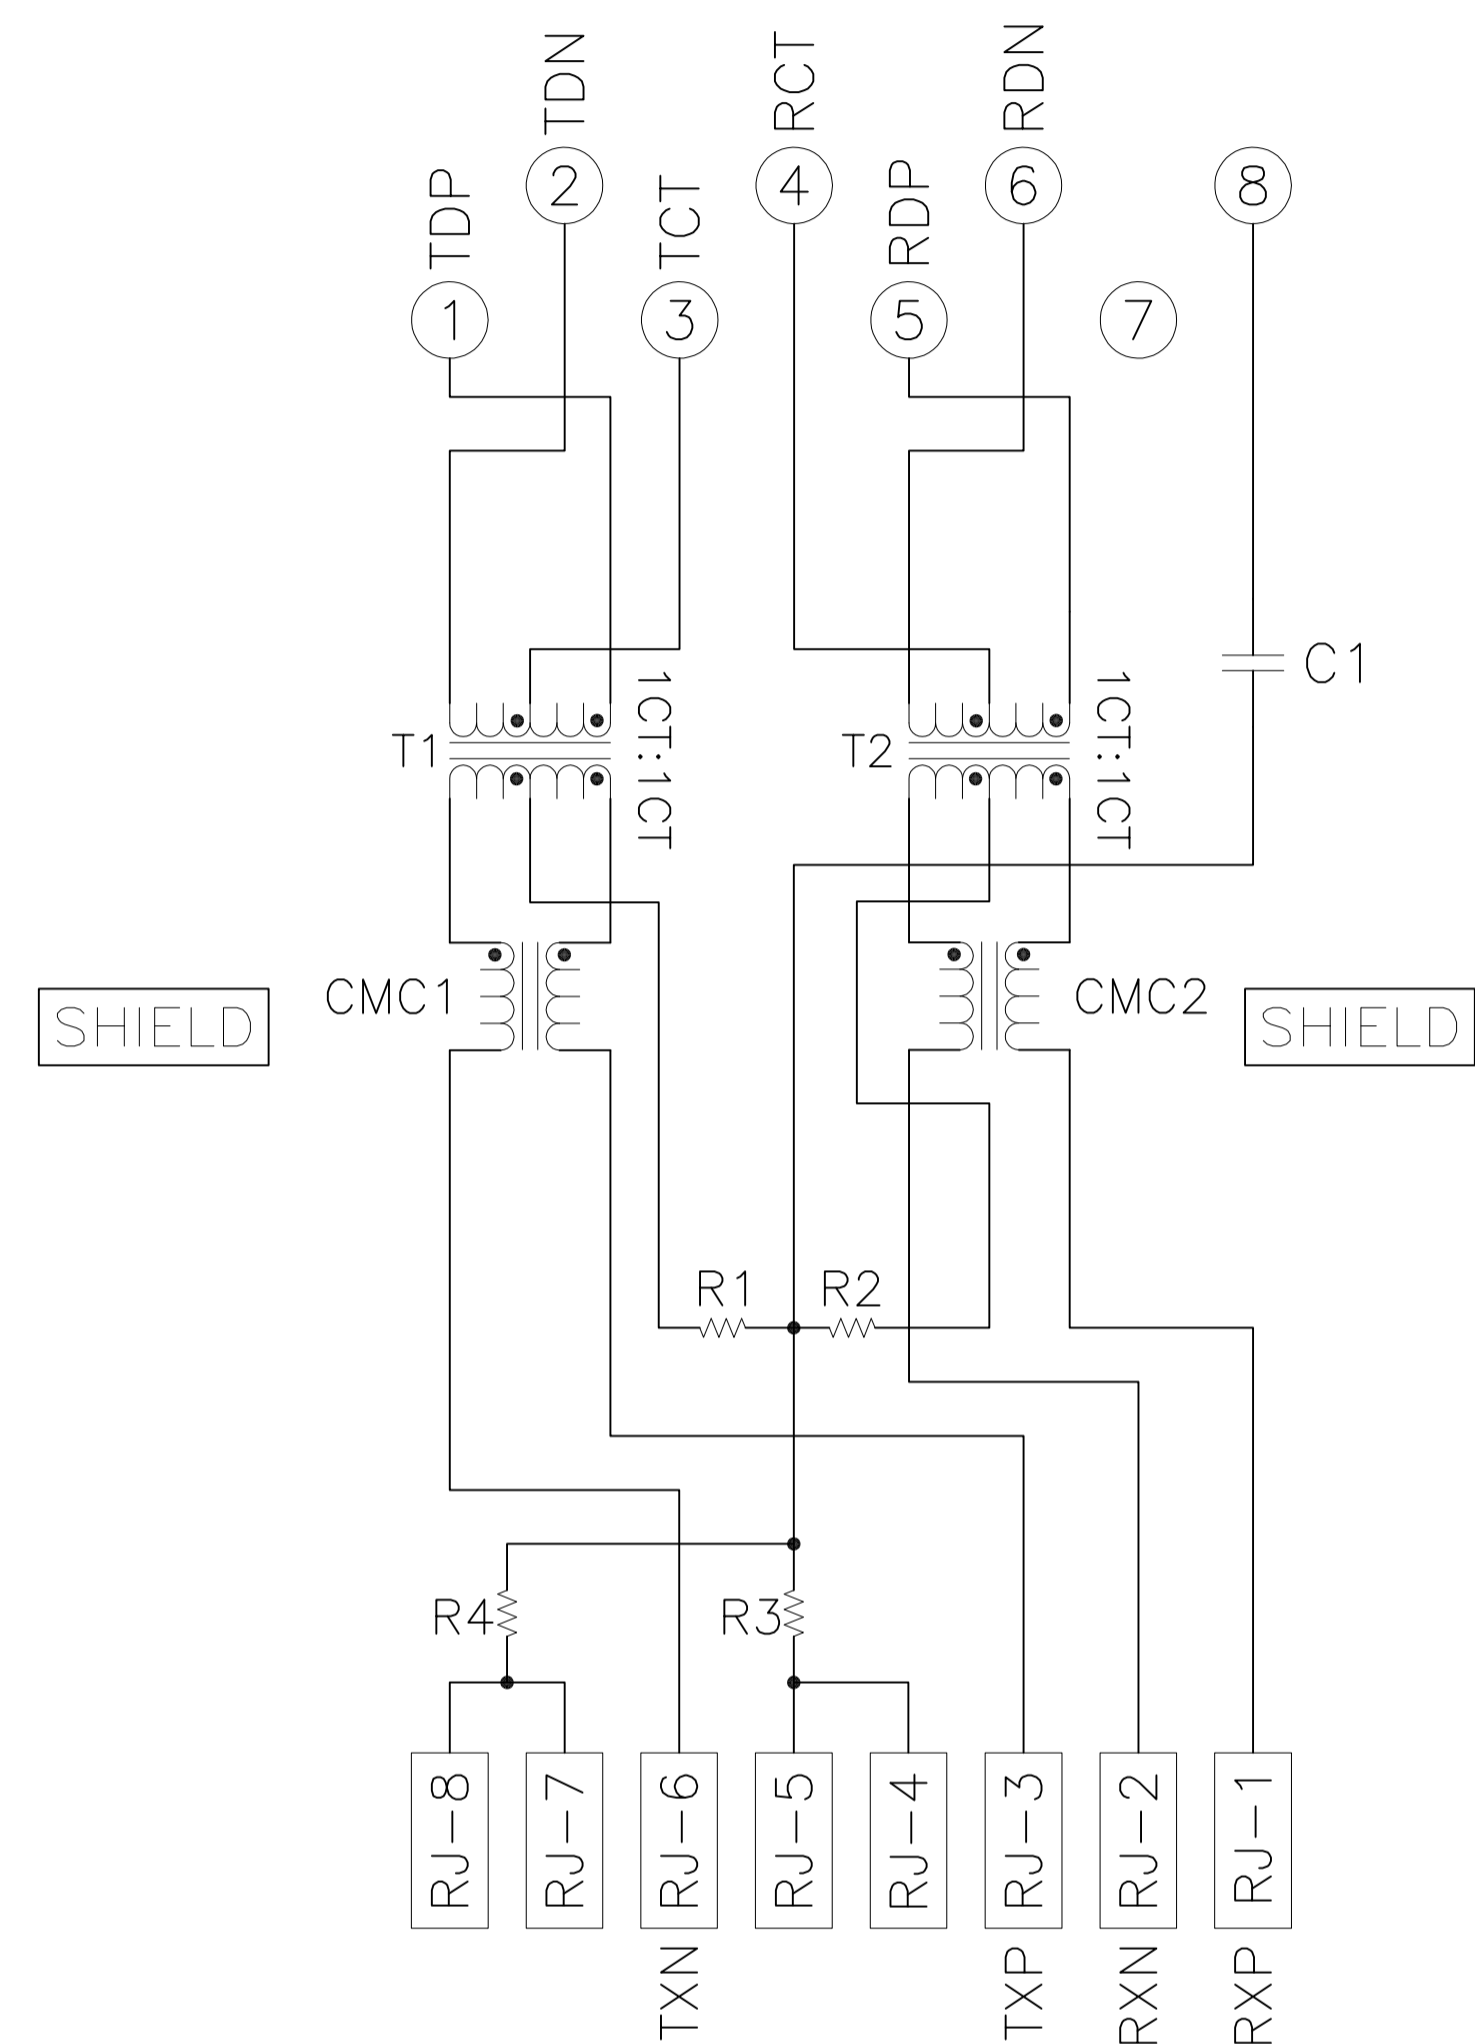 TDN
RCT
RDN
TDP
2
TCT
4
RDP
6
8
1
3
5
7
C1
1CT:1CT
1CT:1CT
T1
T2
SHIELD
CMC1
CMC2
SHIELD
R1
R2
R4
R3
RJ-8
RJ-7
RJ-6
RJ-5
RJ-4
RJ-3
RJ-2
RJ-1
TXN
TXP
RXN
RXP